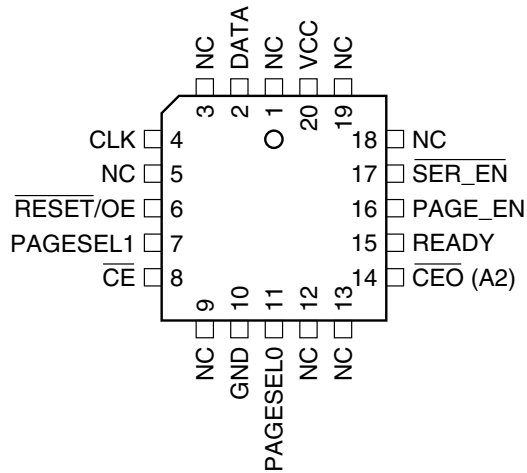 NC
DATA
NC
VCC
NC
3
2
1
20
19
CLK 4
NC 5
RESET/OE 6
PAGESEL1 7
CE 8
18 NC
17 SER_EN
16 PAGE_EN
15 READY
14 CEO (A2)
9
10
11
12
13
NC
GND
PAGESEL0
NC
NC